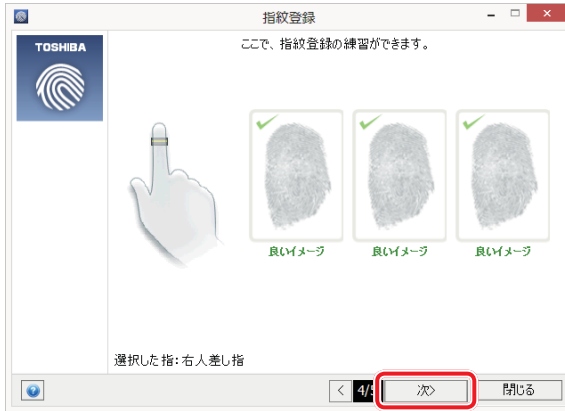 指紋登録
TOSHIBA
ここで、指紋登録の練習ができます。
良いイメージ 良いイメージ 良いイメージ
選択した指:右人差し指
< 4/5 次> 閉じる